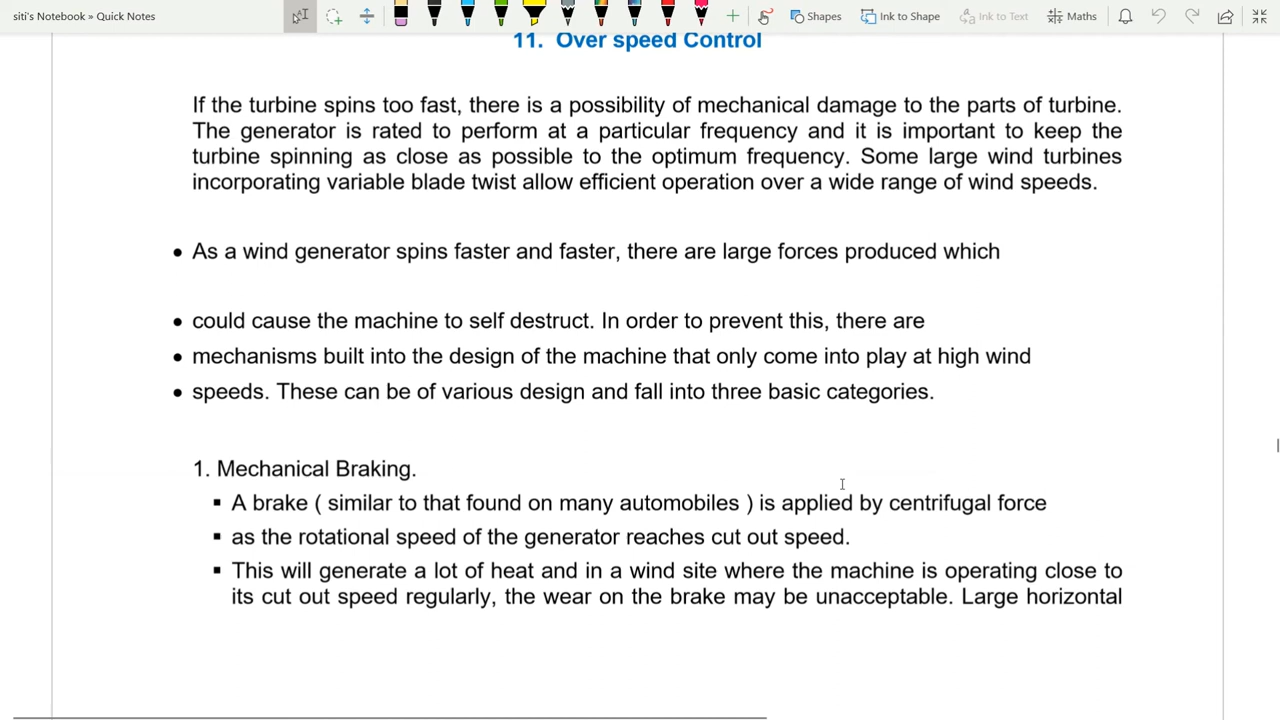 siti's Notebook » Quick Notes
Shapes
Ink to Shape
Ink to Text
Maths
11. Over speed Control
If the turbine spins too fast, there is a possibility of mechanical damage to the parts of turbine.
The generator is rated to perform at a particular frequency and it is important to keep the
turbine spinning as close as possible to the optimum frequency. Some large wind turbines
incorporating variable blade twist allow efficient operation over a wide range of wind speeds.
• As a wind generator spins faster and faster, there are large forces produced which
• could cause the machine to self destruct. In order to prevent this, there are
• mechanisms built into the design of the machine that only come into play at high wind
• speeds. These can be of various design and fall into three basic categories.
1. Mechanical Braking.
▪ A brake ( similar to that found on many automobiles ) is applied by centrifugal force
▪ as the rotational speed of the generator reaches cut out speed.
▪ This will generate a lot of heat and in a wind site where the machine is operating close to
its cut out speed regularly, the wear on the brake may be unacceptable. Large horizontal